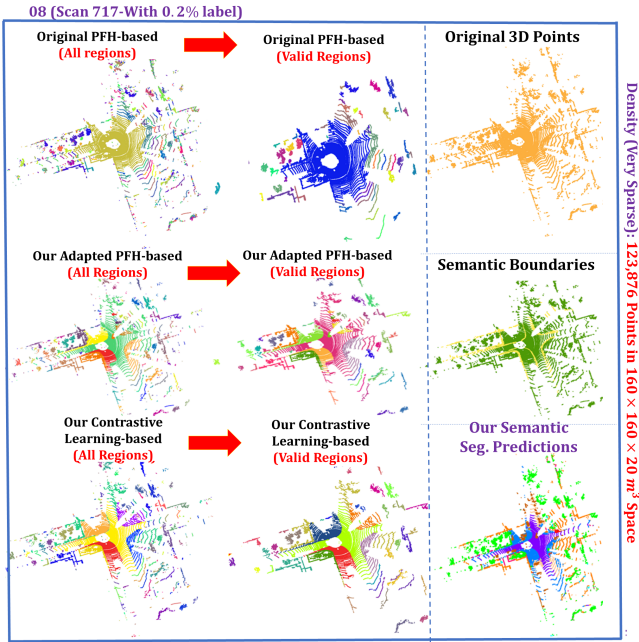 08 (Scan 717-With 0.2% label)
Original PFH-based
(All regions)
Original PFH-based
(Valid Regions)
Original 3D Points
Our Adapted PFH-based
(All Regions)
Our Adapted PFH-based
(Valid Regions)
Semantic Boundaries
Our Contrastive
Learning-based
(All Regions)
Our Contrastive
Learning-based
(Valid Regions)
Our Semantic
Seg. Predictions
Density (Very Sparse): 123,876 Points in 160 × 160 × 20 m³ Space